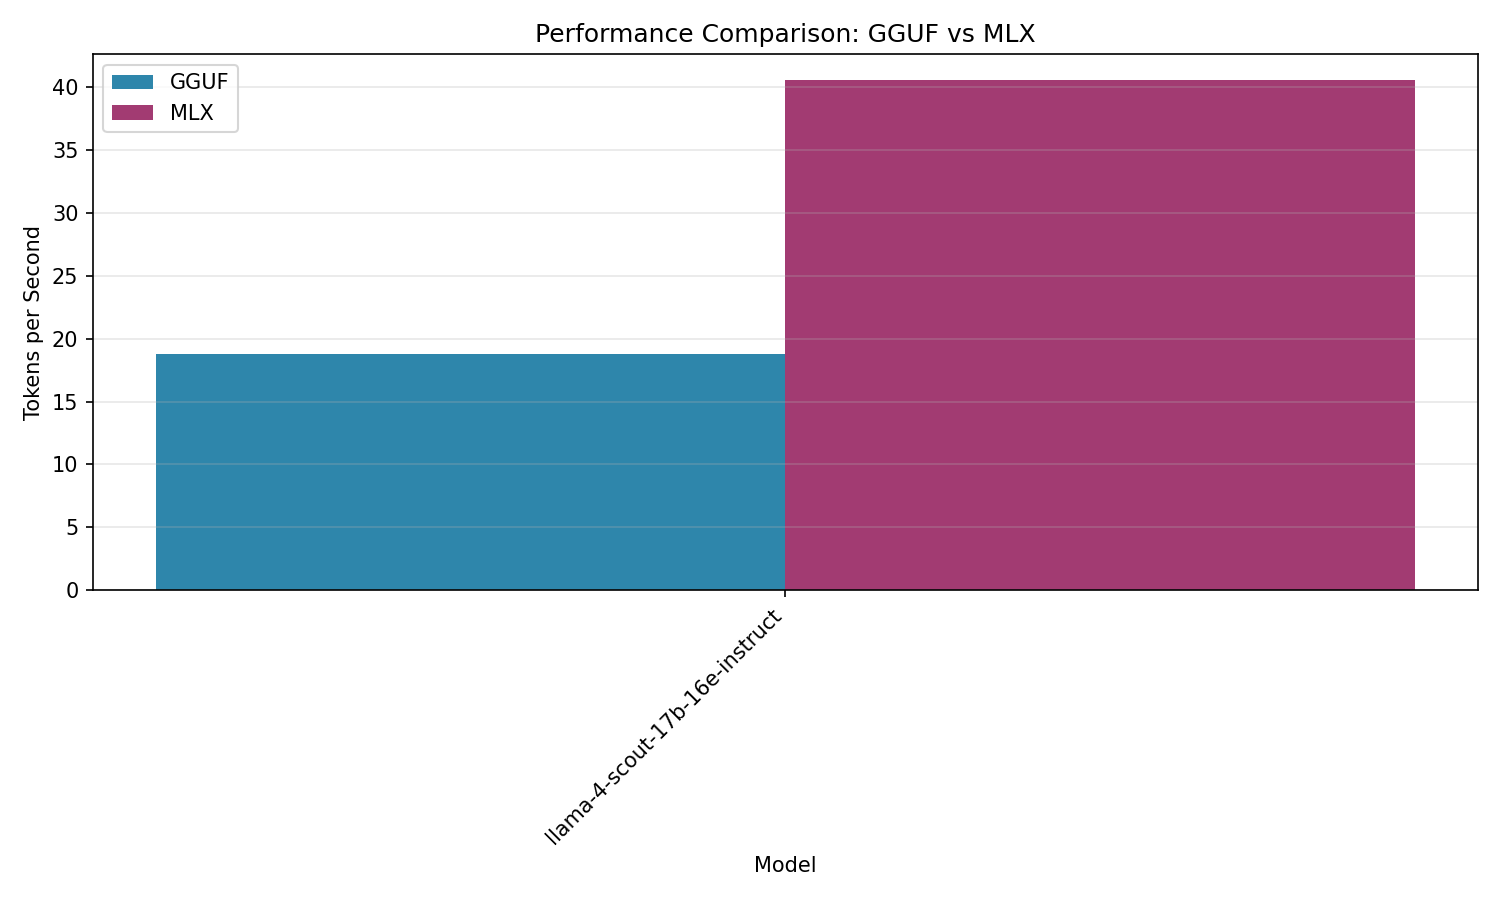 Performance Comparison: GGUF vs MLX
GGUF
MLX
40
35
30
25
20
15
10
5
0
Tokens per Second
llama-4-scout-17b-16e-instruct
Model